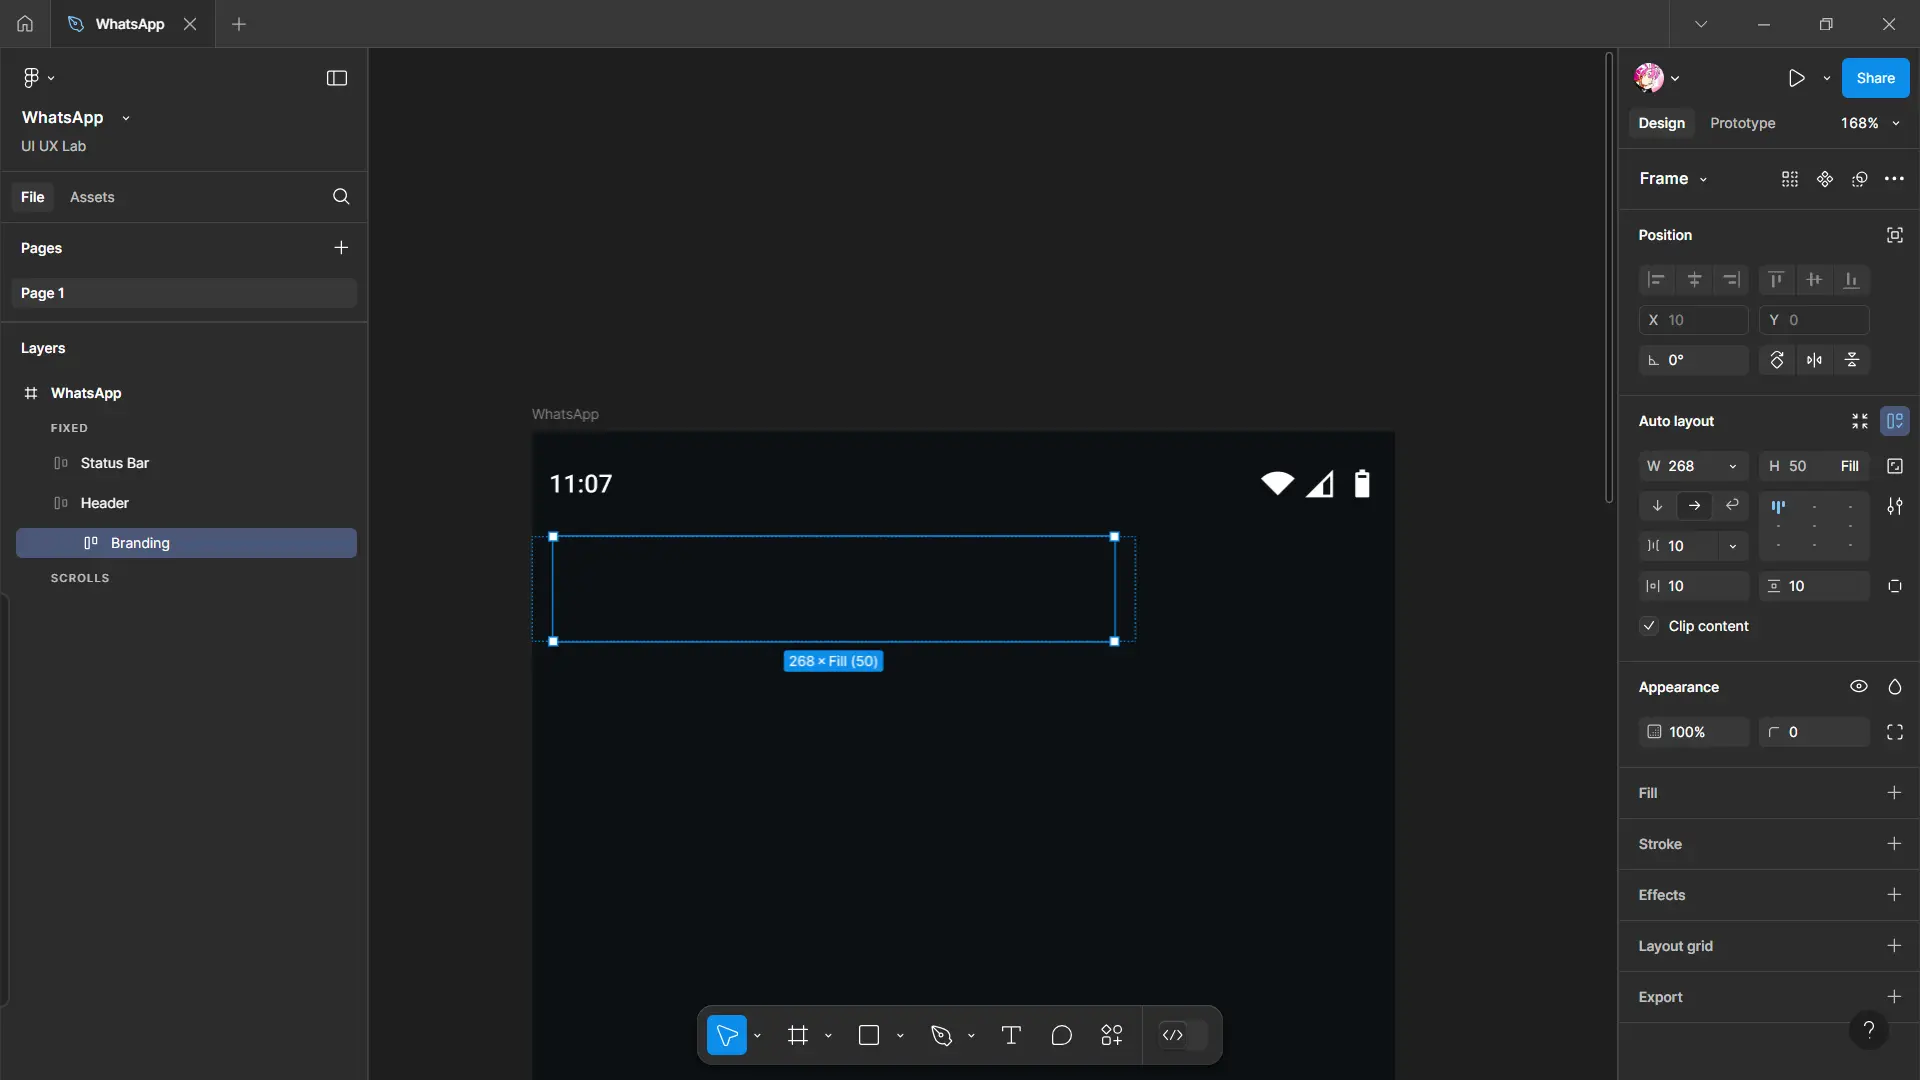 WhatsApp
WhatsApp
UI UX Lab
File
Assets
Pages
Page 1
Layers
WhatsApp
FIXED
Status Bar
Header
Branding
SCROLLS
WhatsApp
11:07
268 × Fill (50)
Share
Design
Prototype
168%
Frame
Position
X 10
Y 0
0°
Auto layout
W 268
H 50 Fill
10
10
10
Clip content
Appearance
100%
0
Fill
Stroke
Effects
Layout grid
Export
?